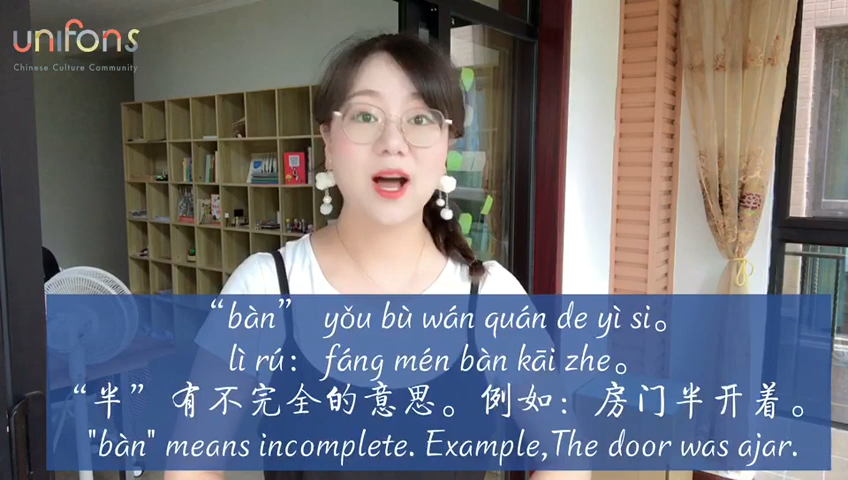 unifons
Chinese Culture Community
“bàn” yǒu bù wán quán de yì si。
lì rú： fáng mén bàn kāi zhe。
“半”有不完全的意思。例如：房门半开着。
"bàn" means incomplete. Example,The door was ajar.